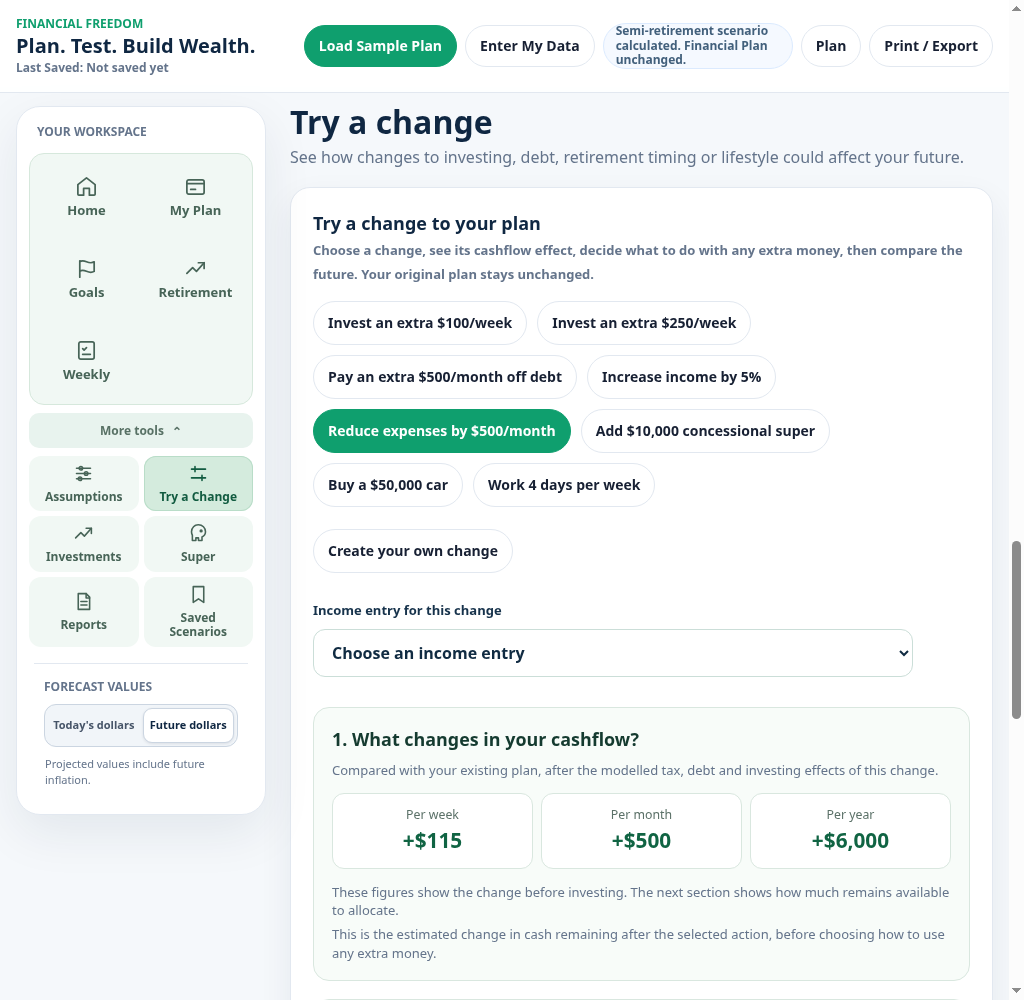 FINANCIAL FREEDOM
Plan. Test. Build Wealth.
Last Saved: Not saved yet
Load Sample Plan
Enter My Data
Semi-retirement scenario
calculated. Financial Plan
unchanged.
Plan
Print / Export
YOUR WORKSPACE
Home
My Plan
Goals
Retirement
Weekly
More tools
Assumptions
Try a Change
Investments
Super
Reports
Saved
Scenarios
FORECAST VALUES
Today's dollars
Future dollars
Projected values include future
inflation.
Try a change
See how changes to investing, debt, retirement timing or lifestyle could affect your future.
Try a change to your plan
Choose a change, see its cashflow effect, decide what to do with any extra money, then compare the
future. Your original plan stays unchanged.
Invest an extra $100/week
Invest an extra $250/week
Pay an extra $500/month off debt
Increase income by 5%
Reduce expenses by $500/month
Add $10,000 concessional super
Buy a $50,000 car
Work 4 days per week
Create your own change
Income entry for this change
Choose an income entry
1. What changes in your cashflow?
Compared with your existing plan, after the modelled tax, debt and investing effects of this change.
Per week
+$115
Per month
+$500
Per year
+$6,000
These figures show the change before investing. The next section shows how much remains available
to allocate.
This is the estimated change in cash remaining after the selected action, before choosing how to use
any extra money.